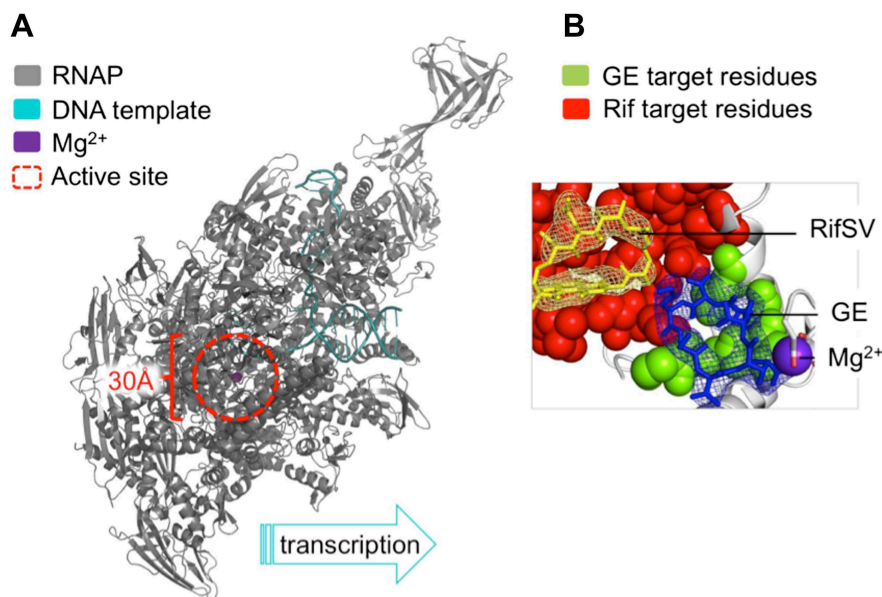 A
RNAP
DNA template
Mg²⁺
Active site
30Å
transcription
B
GE target residues
Rif target residues
RifSV
GE
Mg²⁺